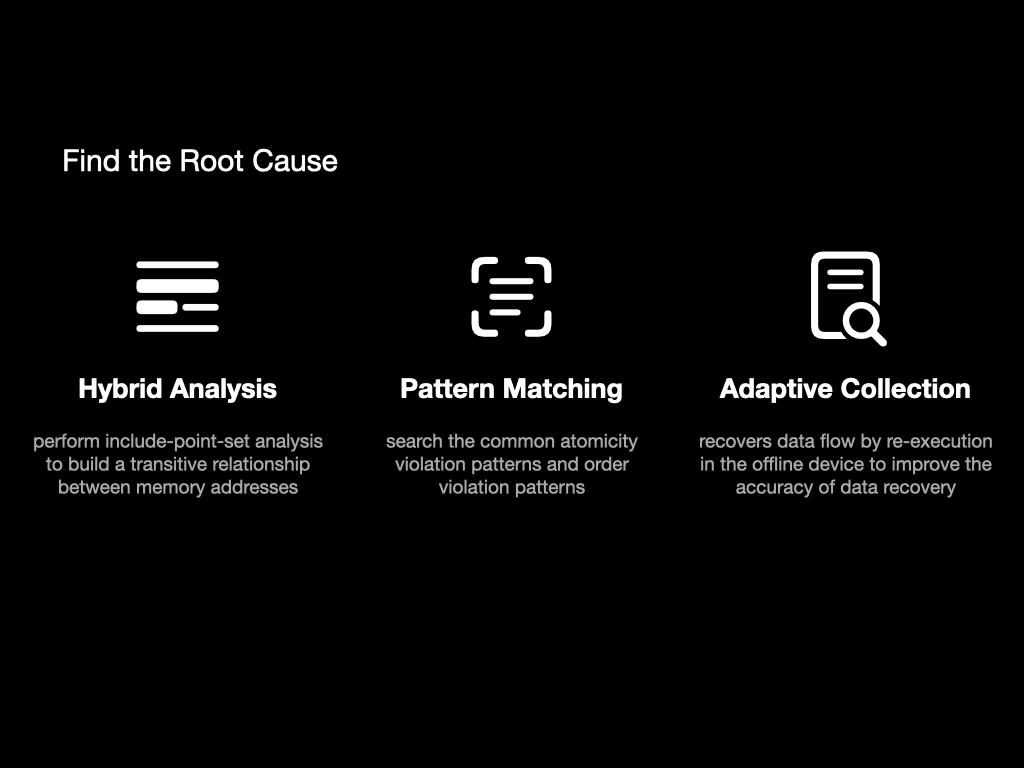 Find the Root Cause
Hybrid Analysis
perform include-point-set analysis
to build a transitive relationship
between memory addresses
Pattern Matching
search the common atomicity
violation patterns and order
violation patterns
Adaptive Collection
recovers data flow by re-execution
in the offline device to improve the
accuracy of data recovery